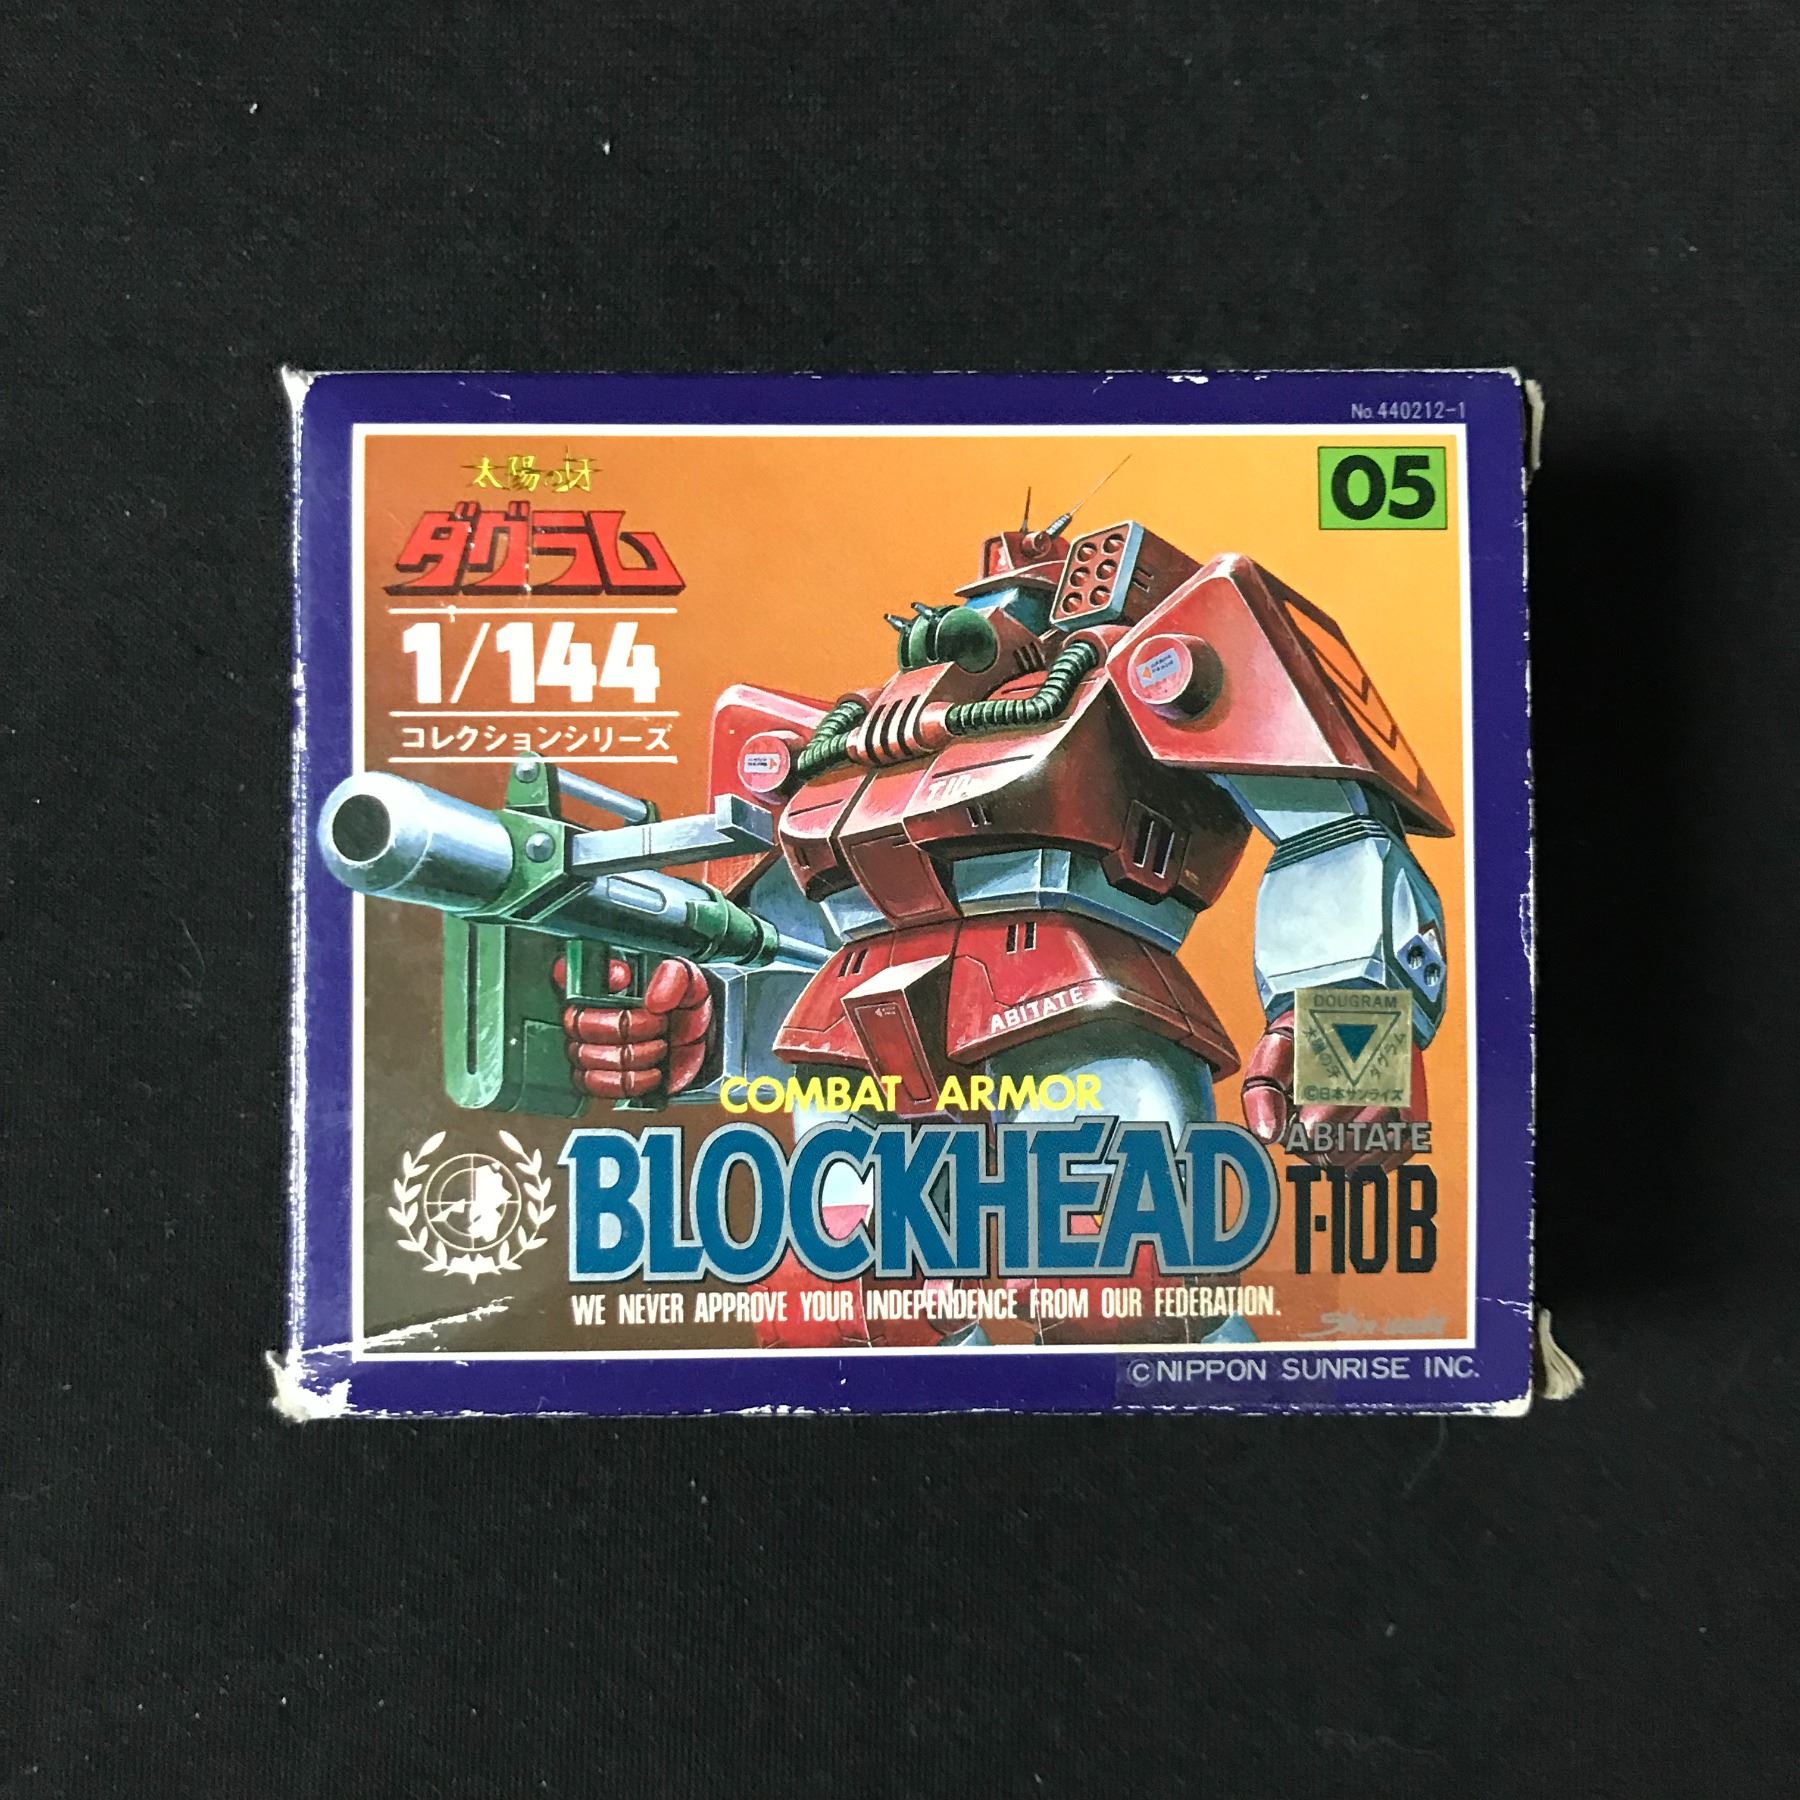 No.440212-1
05
太陽の牙
ダグラム
1/144
コレクションシリーズ
T-10
ABITATE
DOUGRAM
太陽の牙
ダグラム
©日本サンライズ
COMBAT ARMOR
BLOCKHEAD
ABITATE
T-10B
WE NEVER APPROVE YOUR INDEPENDENCE FROM OUR FEDERATION.
©NIPPON SUNRISE INC.